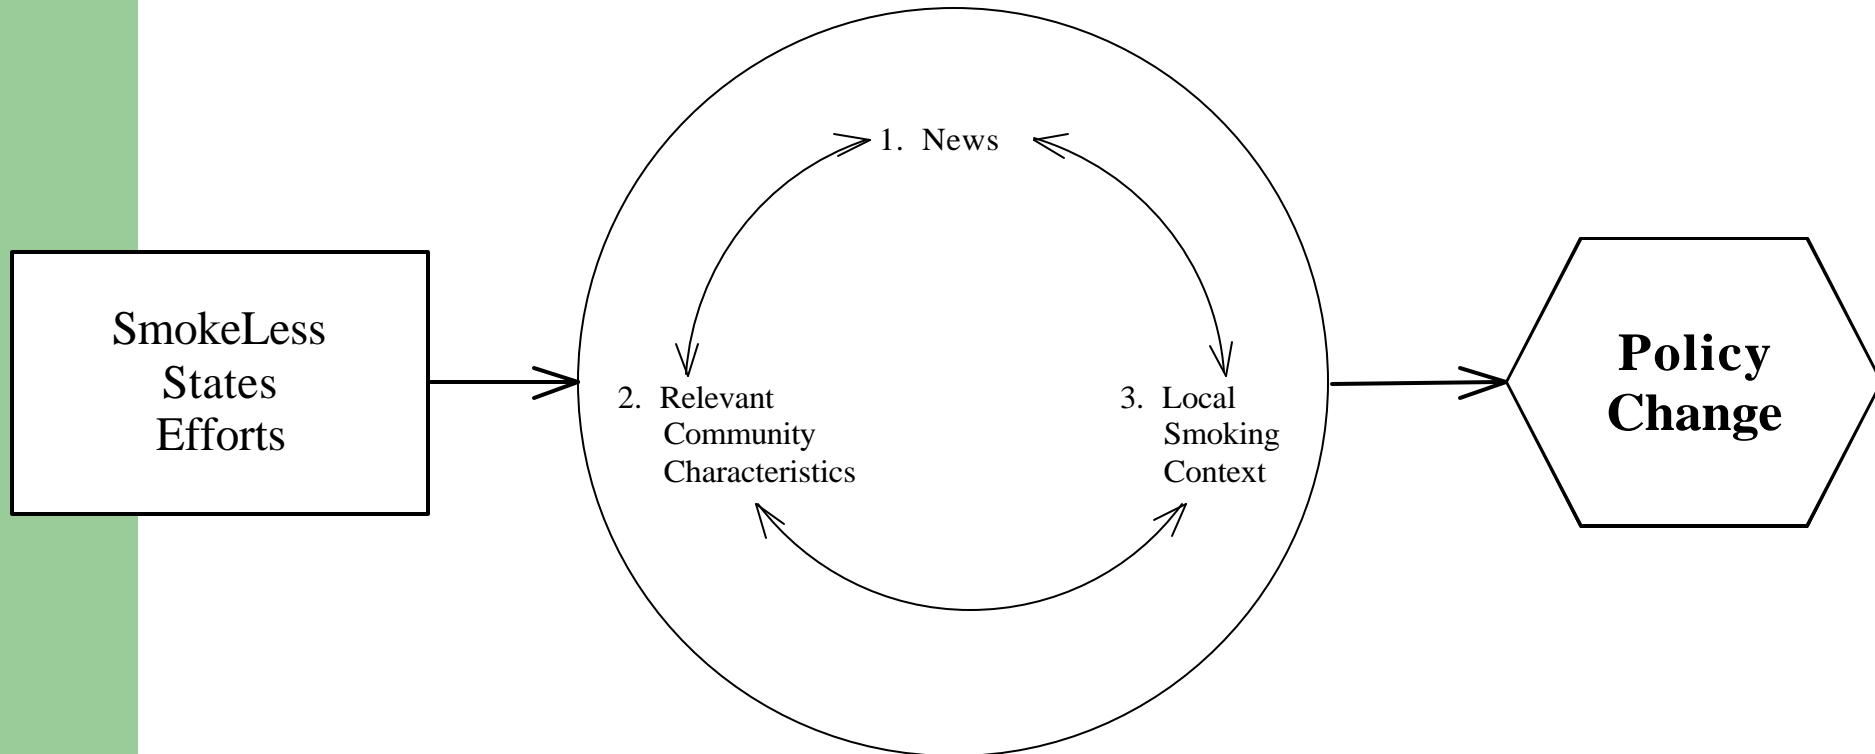 SmokeLess
States
Efforts
1. News
2. Relevant
Community
Characteristics
3. Local
Smoking
Context
Policy
Change